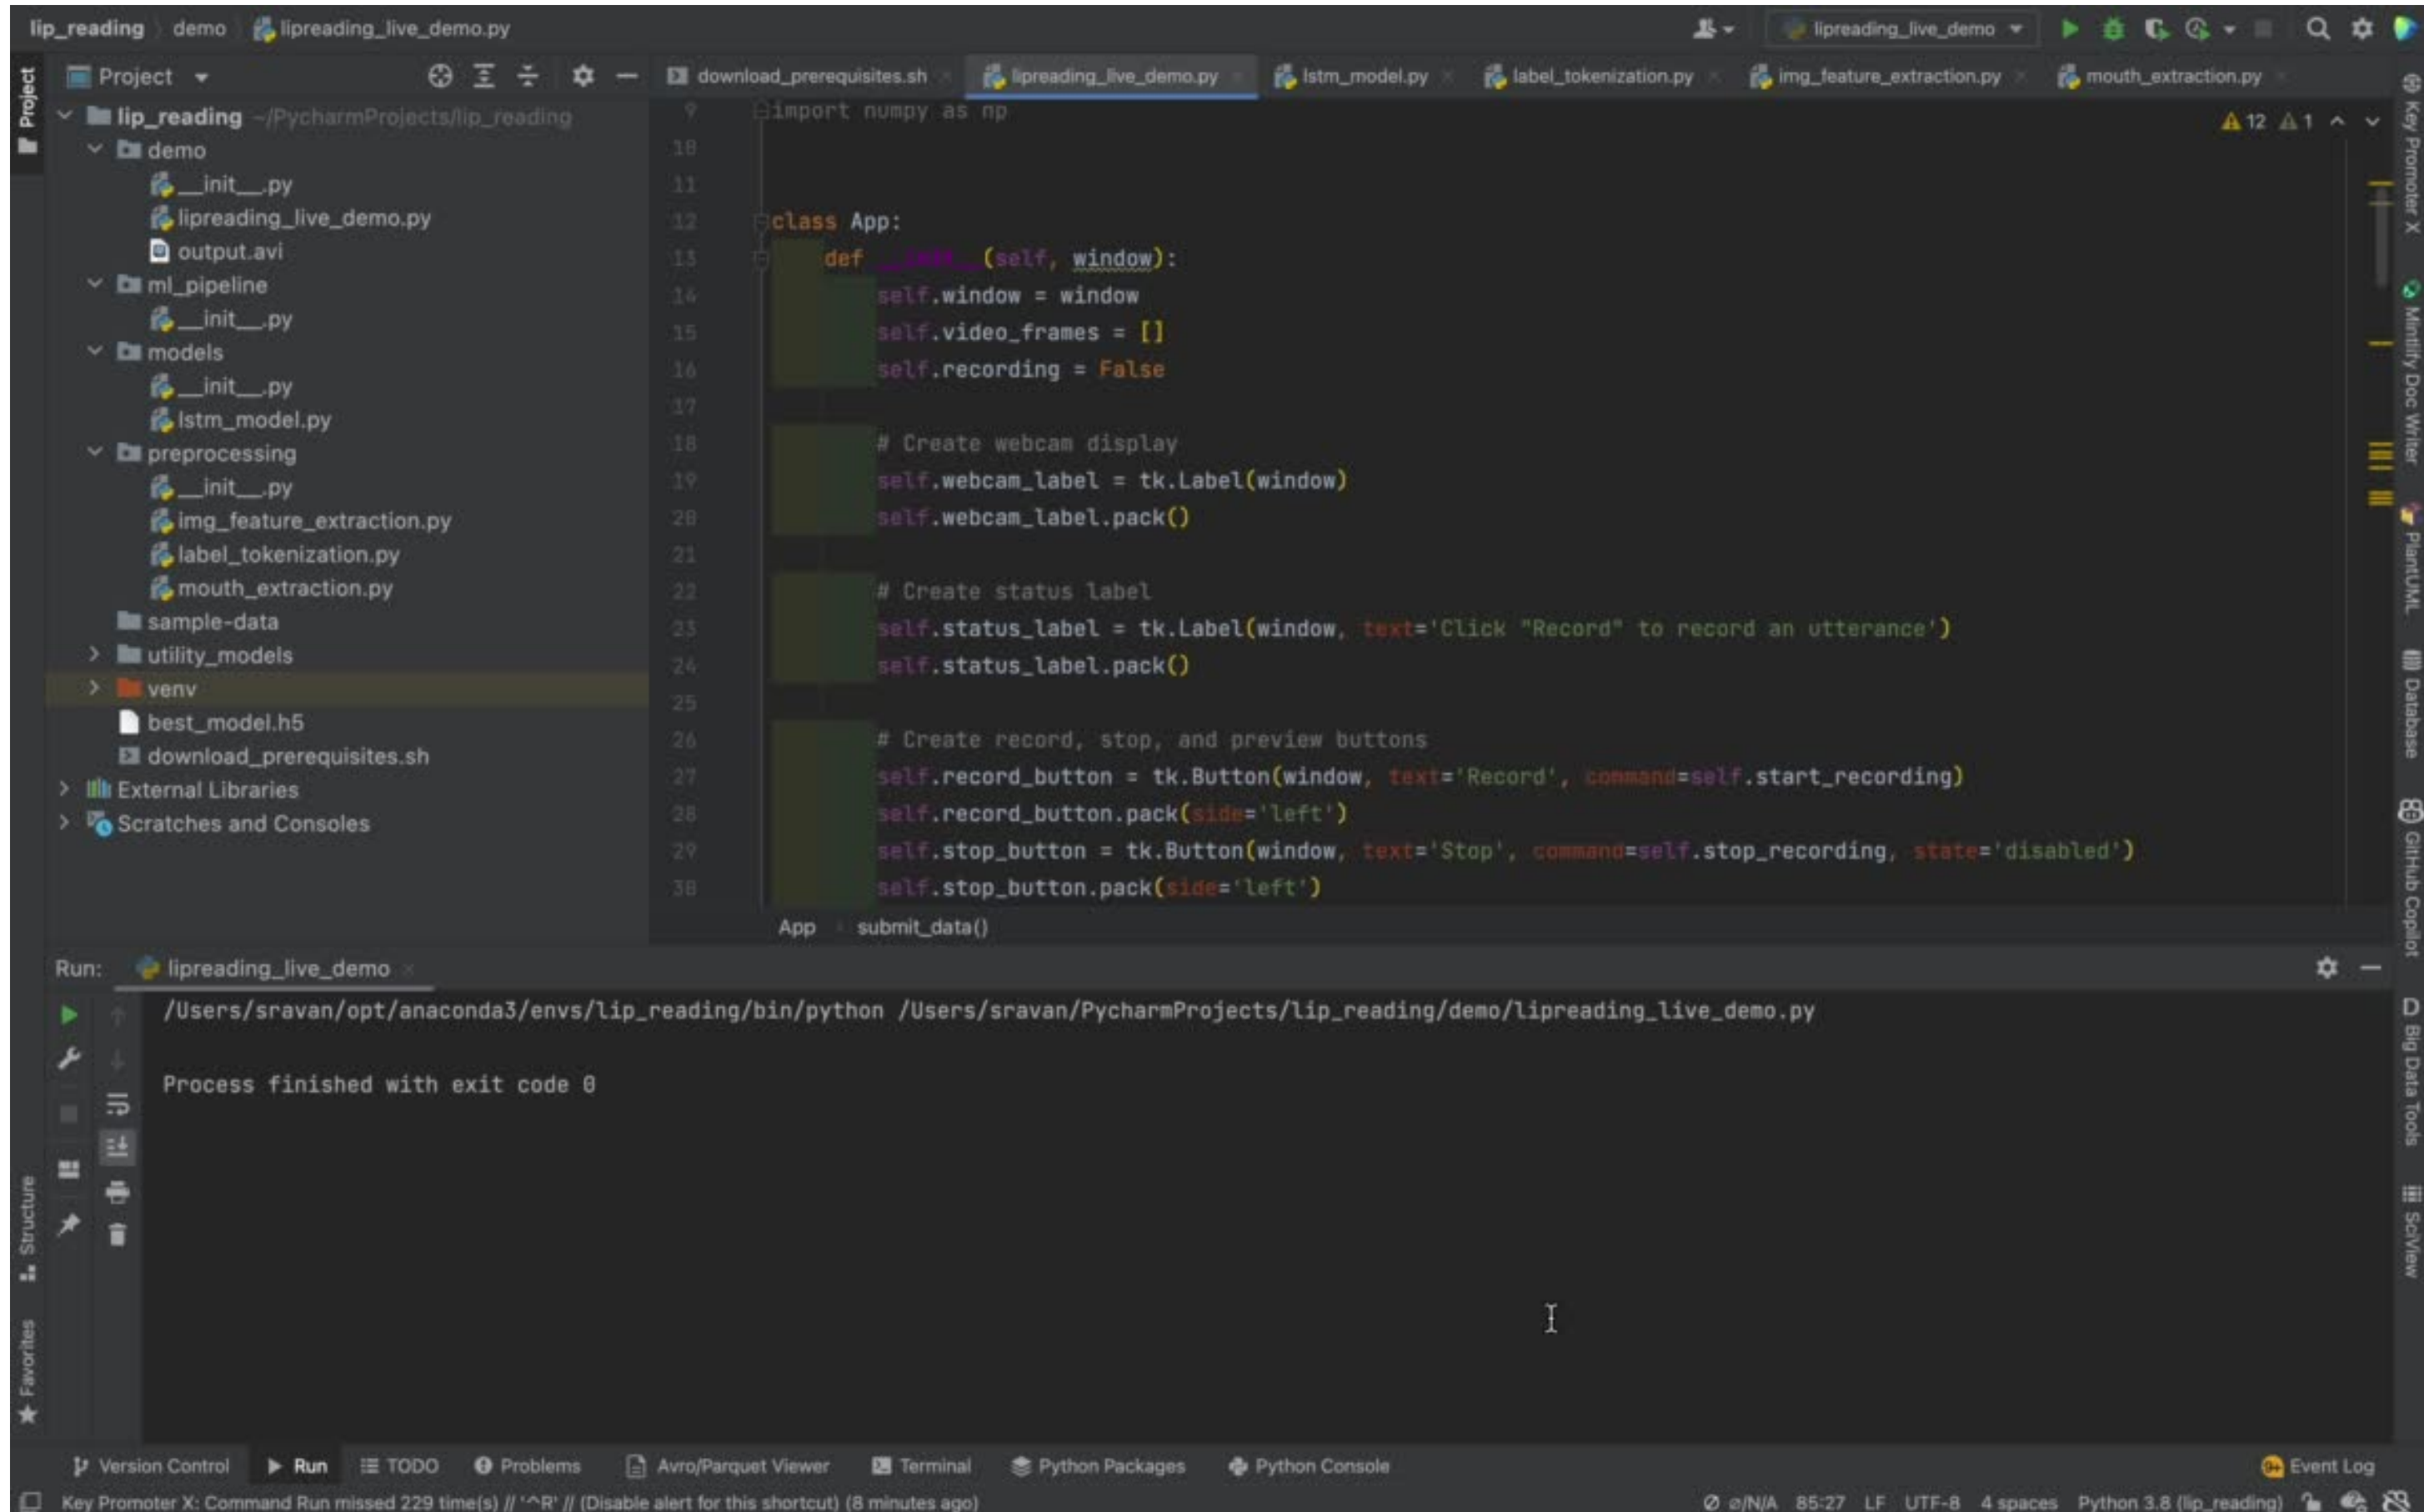 lip_reading demo lipreading_live_demo.py
lipreading_live_demo
Project
download_prerequisites.sh lipreading_live_demo.py lstm_model.py label_tokenization.py img_feature_extraction.py mouth_extraction.py
Project
lip_reading ~/PycharmProjects/lip_reading
demo
__init__.py
lipreading_live_demo.py
output.avi
ml_pipeline
__init__.py
models
__init__.py
lstm_model.py
preprocessing
__init__.py
img_feature_extraction.py
label_tokenization.py
mouth_extraction.py
sample-data
utility_models
venv
best_model.h5
download_prerequisites.sh
External Libraries
Scratches and Consoles
12 1
9 import numpy as np
10
11
12 class App:
13 def __init__(self, window):
14 self.window = window
15 self.video_frames = []
16 self.recording = False
17
18 # Create webcam display
19 self.webcam_label = tk.Label(window)
20 self.webcam_label.pack()
21
22 # Create status label
23 self.status_label = tk.Label(window, text='Click "Record" to record an utterance')
24 self.status_label.pack()
25
26 # Create record, stop, and preview buttons
27 self.record_button = tk.Button(window, text='Record', command=self.start_recording)
28 self.record_button.pack(side='left')
29 self.stop_button = tk.Button(window, text='Stop', command=self.stop_recording, state='disabled')
30 self.stop_button.pack(side='left')
App submit_data()
Key Promoter X
Mintlify Doc Writer
PlantUML
Database
GitHub Copilot
Big Data Tools
SciView
Run: lipreading_live_demo
/Users/sravan/opt/anaconda3/envs/lip_reading/bin/python /Users/sravan/PycharmProjects/lip_reading/demo/lipreading_live_demo.py
Process finished with exit code 0
Structure
Favorites
Version Control Run TODO Problems Avro/Parquet Viewer Terminal Python Packages Python Console Event Log
Key Promoter X: Command Run missed 229 time(s) // '^R' // (Disable alert for this shortcut) (8 minutes ago) ⌀/N/A 85:27 LF UTF-8 4 spaces Python 3.8 (lip_reading)